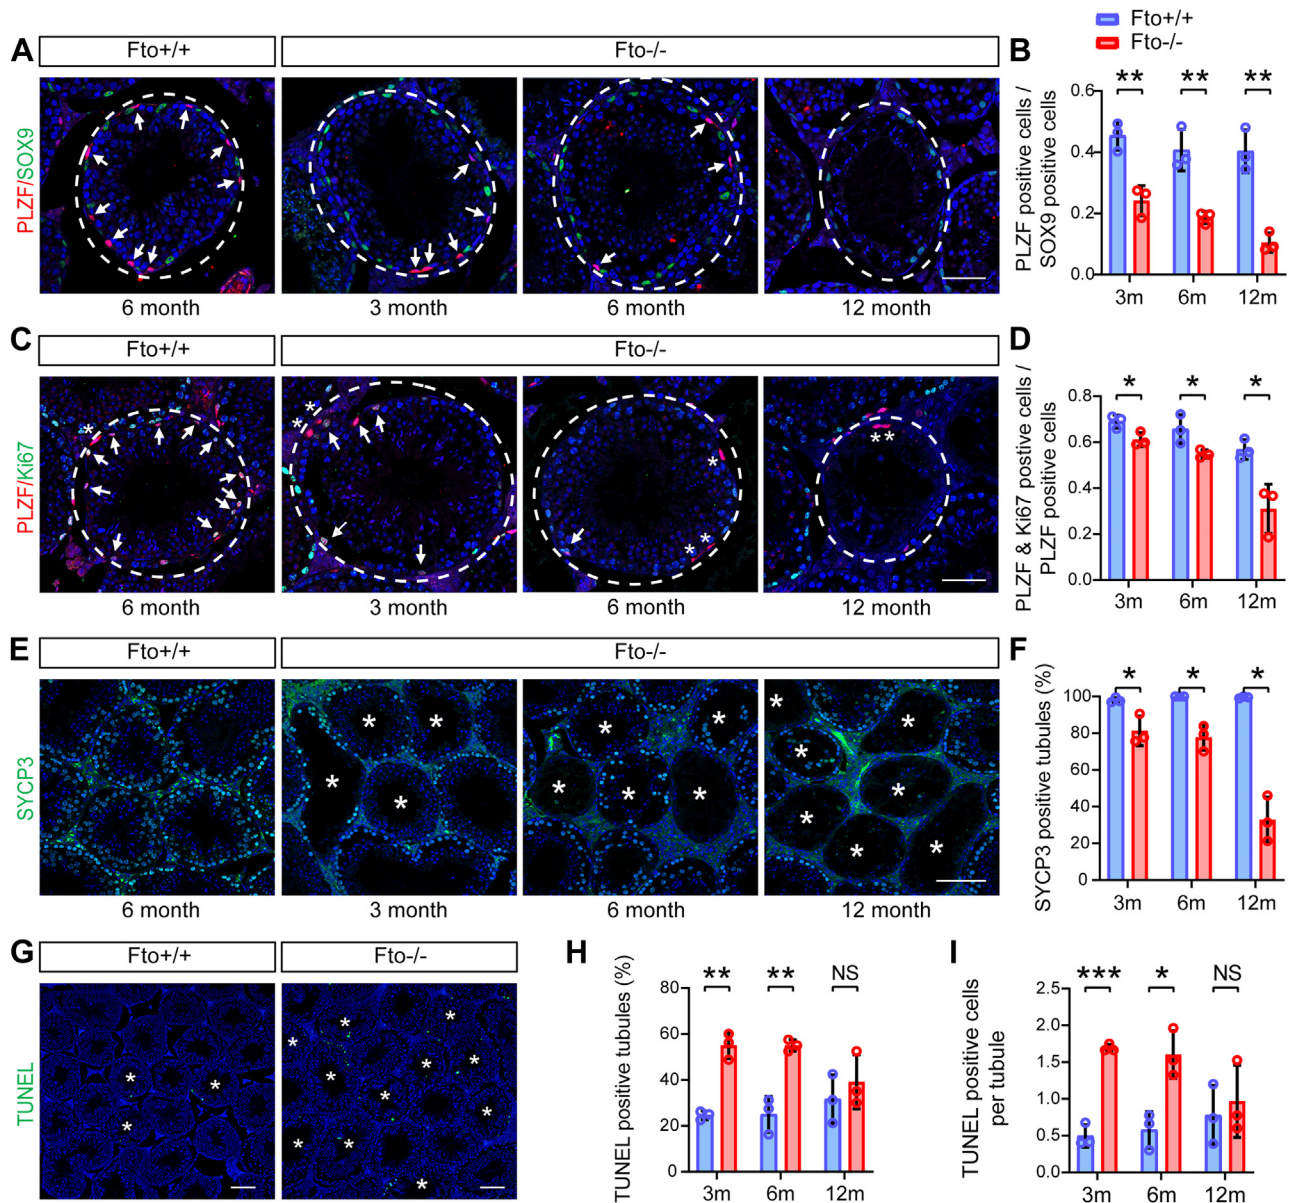 Fto+/+
Fto-/-
A
Fto+/+
Fto-/-
PLZF/SOX9
6 month
3 month
6 month
12 month
B
** ** **
PLZF positive cells /
SOX9 positive cells
0.6
0.4
0.2
0.0
3m 6m 12m
C
Fto+/+
Fto-/-
PLZF/Ki67
*
* *
* * *
**
6 month
3 month
6 month
12 month
D
* * *
PLZF & Ki67 postive cells /
PLZF positive cells
0.8
0.6
0.4
0.2
0.0
3m 6m 12m
E
Fto+/+
Fto-/-
SYCP3
* * * *
* * * * * *
* * * * * * * *
6 month
3 month
6 month
12 month
F
* * *
SYCP3 positive tubules (%)
100
80
60
40
20
0
3m 6m 12m
G
Fto+/+
Fto-/-
TUNEL
* * *
* * * * * * * * * * * *
H
** ** NS
TUNEL positive tubules (%)
80
60
40
20
0
3m 6m 12m
I
*** * NS
TUNEL positive cells
per tubule
2.5
2.0
1.5
1.0
0.5
0.0
3m 6m 12m